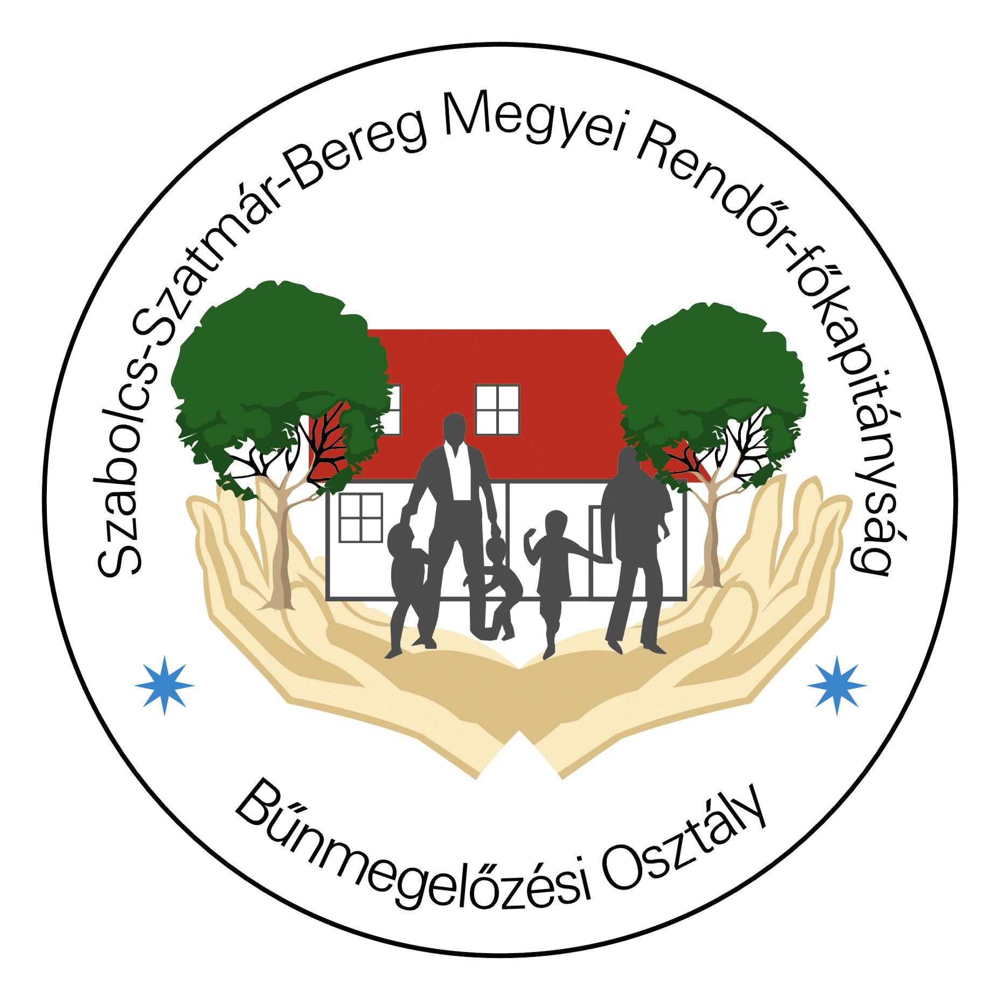 Szabolcs-Szatmár-Bereg Megyei Rendőr-főkapitányság
Bűnmegelőzési Osztály